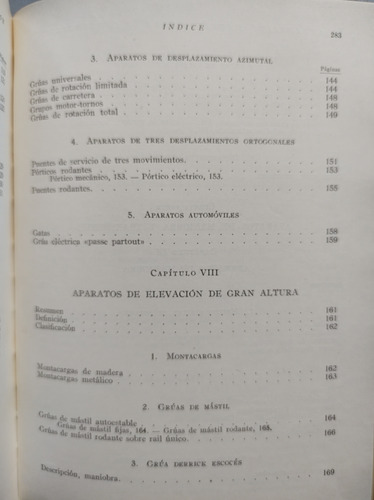 ÍNDICE 283
3. APARATOS DE DESPLAZAMIENTO AZIMUTAL
Páginas
Grúas universales 144
Grúas de rotación limitada 144
Grúas de carretera 148
Grupos motor-tornos 148
Grúas de rotación total 149
4. APARATOS DE TRES DESPLAZAMIENTOS ORTOGONALES
Puentes de servicio de tres movimientos. 151
Pórticos rodantes 153
Pórtico mecánico, 153. — Pórtico eléctrico, 153.
Puentes rodantes. 155
5. APARATOS AUTOMÓVILES
Gatos 158
Grúa eléctrica «passe partout» 159
CAPÍTULO VIII
APARATOS DE ELEVACIÓN DE GRAN ALTURA
Resumen 161
Definición 161
Clasificación 162
1. MONTACARGAS
Montacargas de madera 162
Montacargas metálico 163
2. GRÚAS DE MÁSTIL
Grúas de mástil autoestable 164
Grúas de mástil fijas, 164. — Grúas de mástil rodante, 165.
Grúas de mástil rodante sobre rail único. 166
3. GRÚA DERRICK ESCOCÉS
Descripción, maniobra. 169